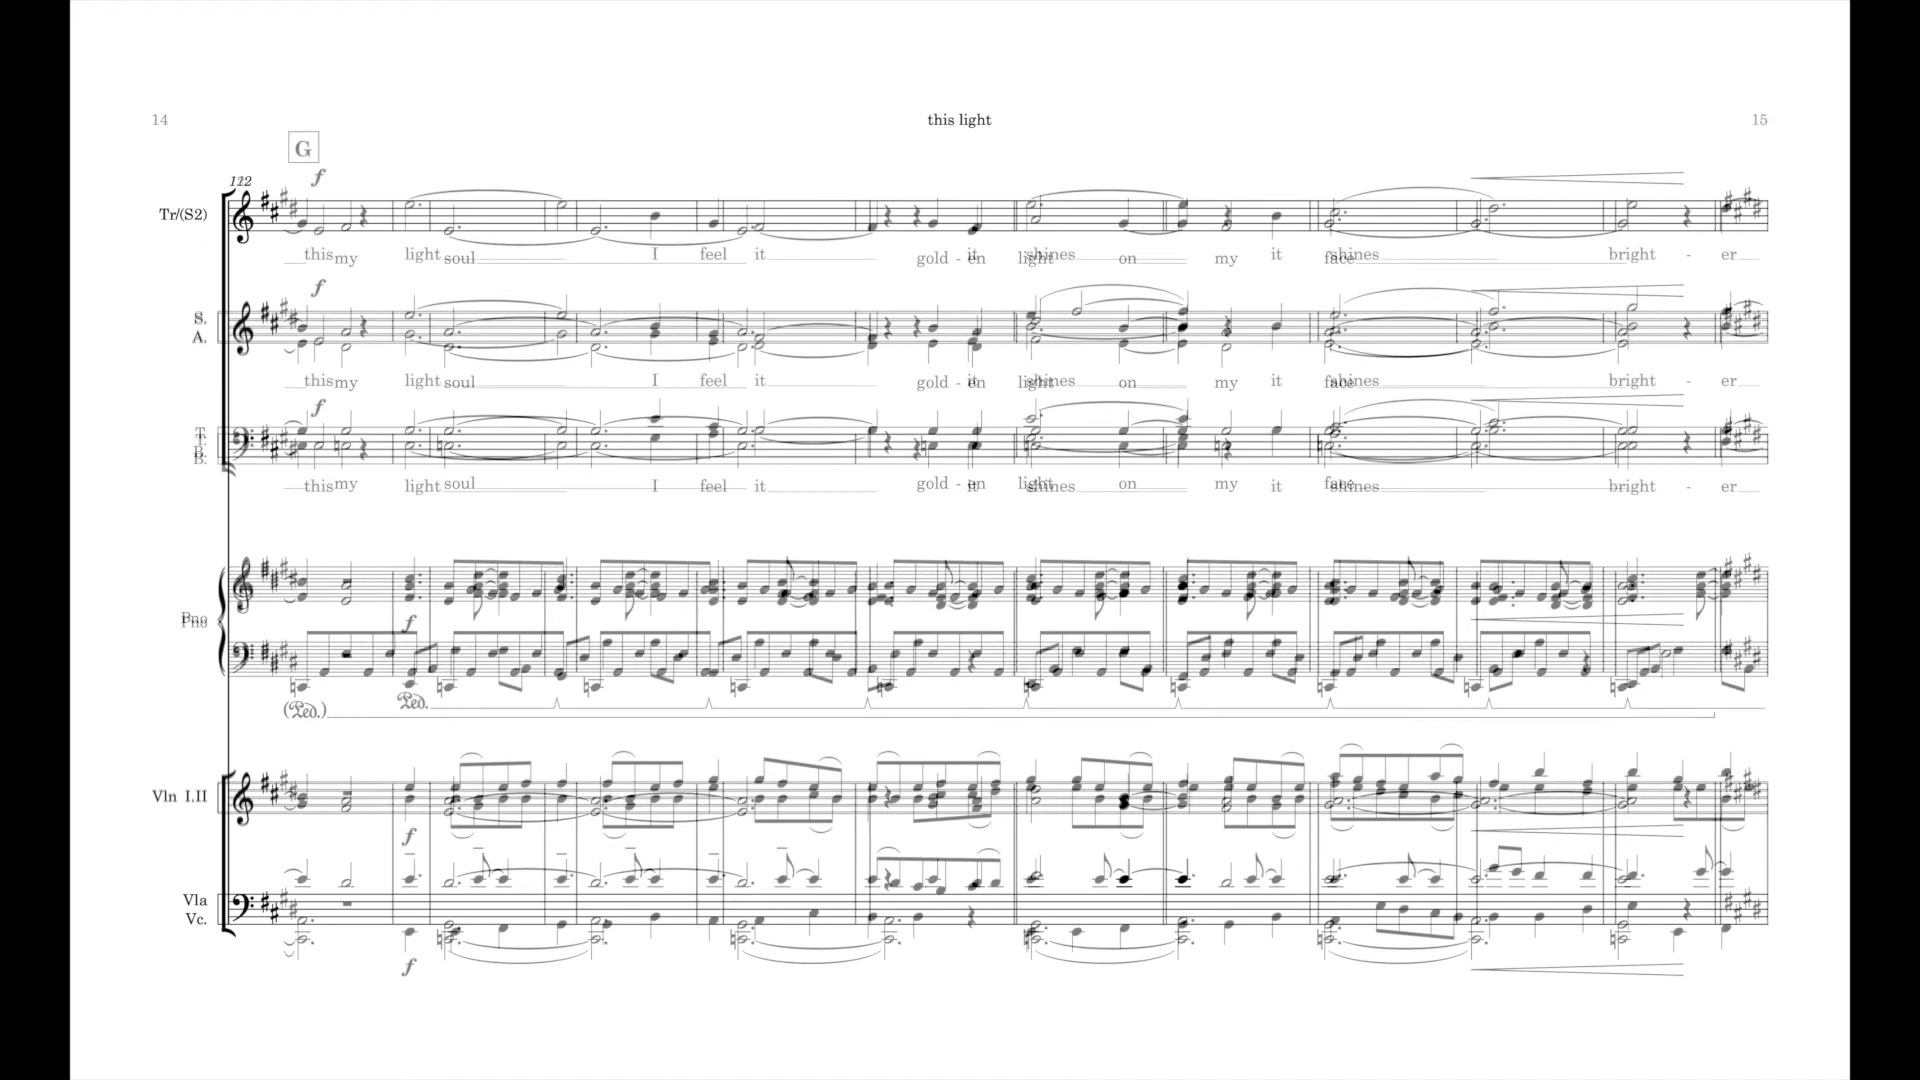 14 this light 15
G
f
Tr/(S2)
this my light soul I feel it gold - en it light shines on my it face shines bright - er
f
S.
A.
this my light soul I feel it gold - en it light shines on my it face shines bright - er
f
T.
B.
this my light soul I feel it gold - en it light shines on my it face shines bright - er
Pno
f
(Ped.) Ped.
Vln I,II
f
Vla
Vc.
f